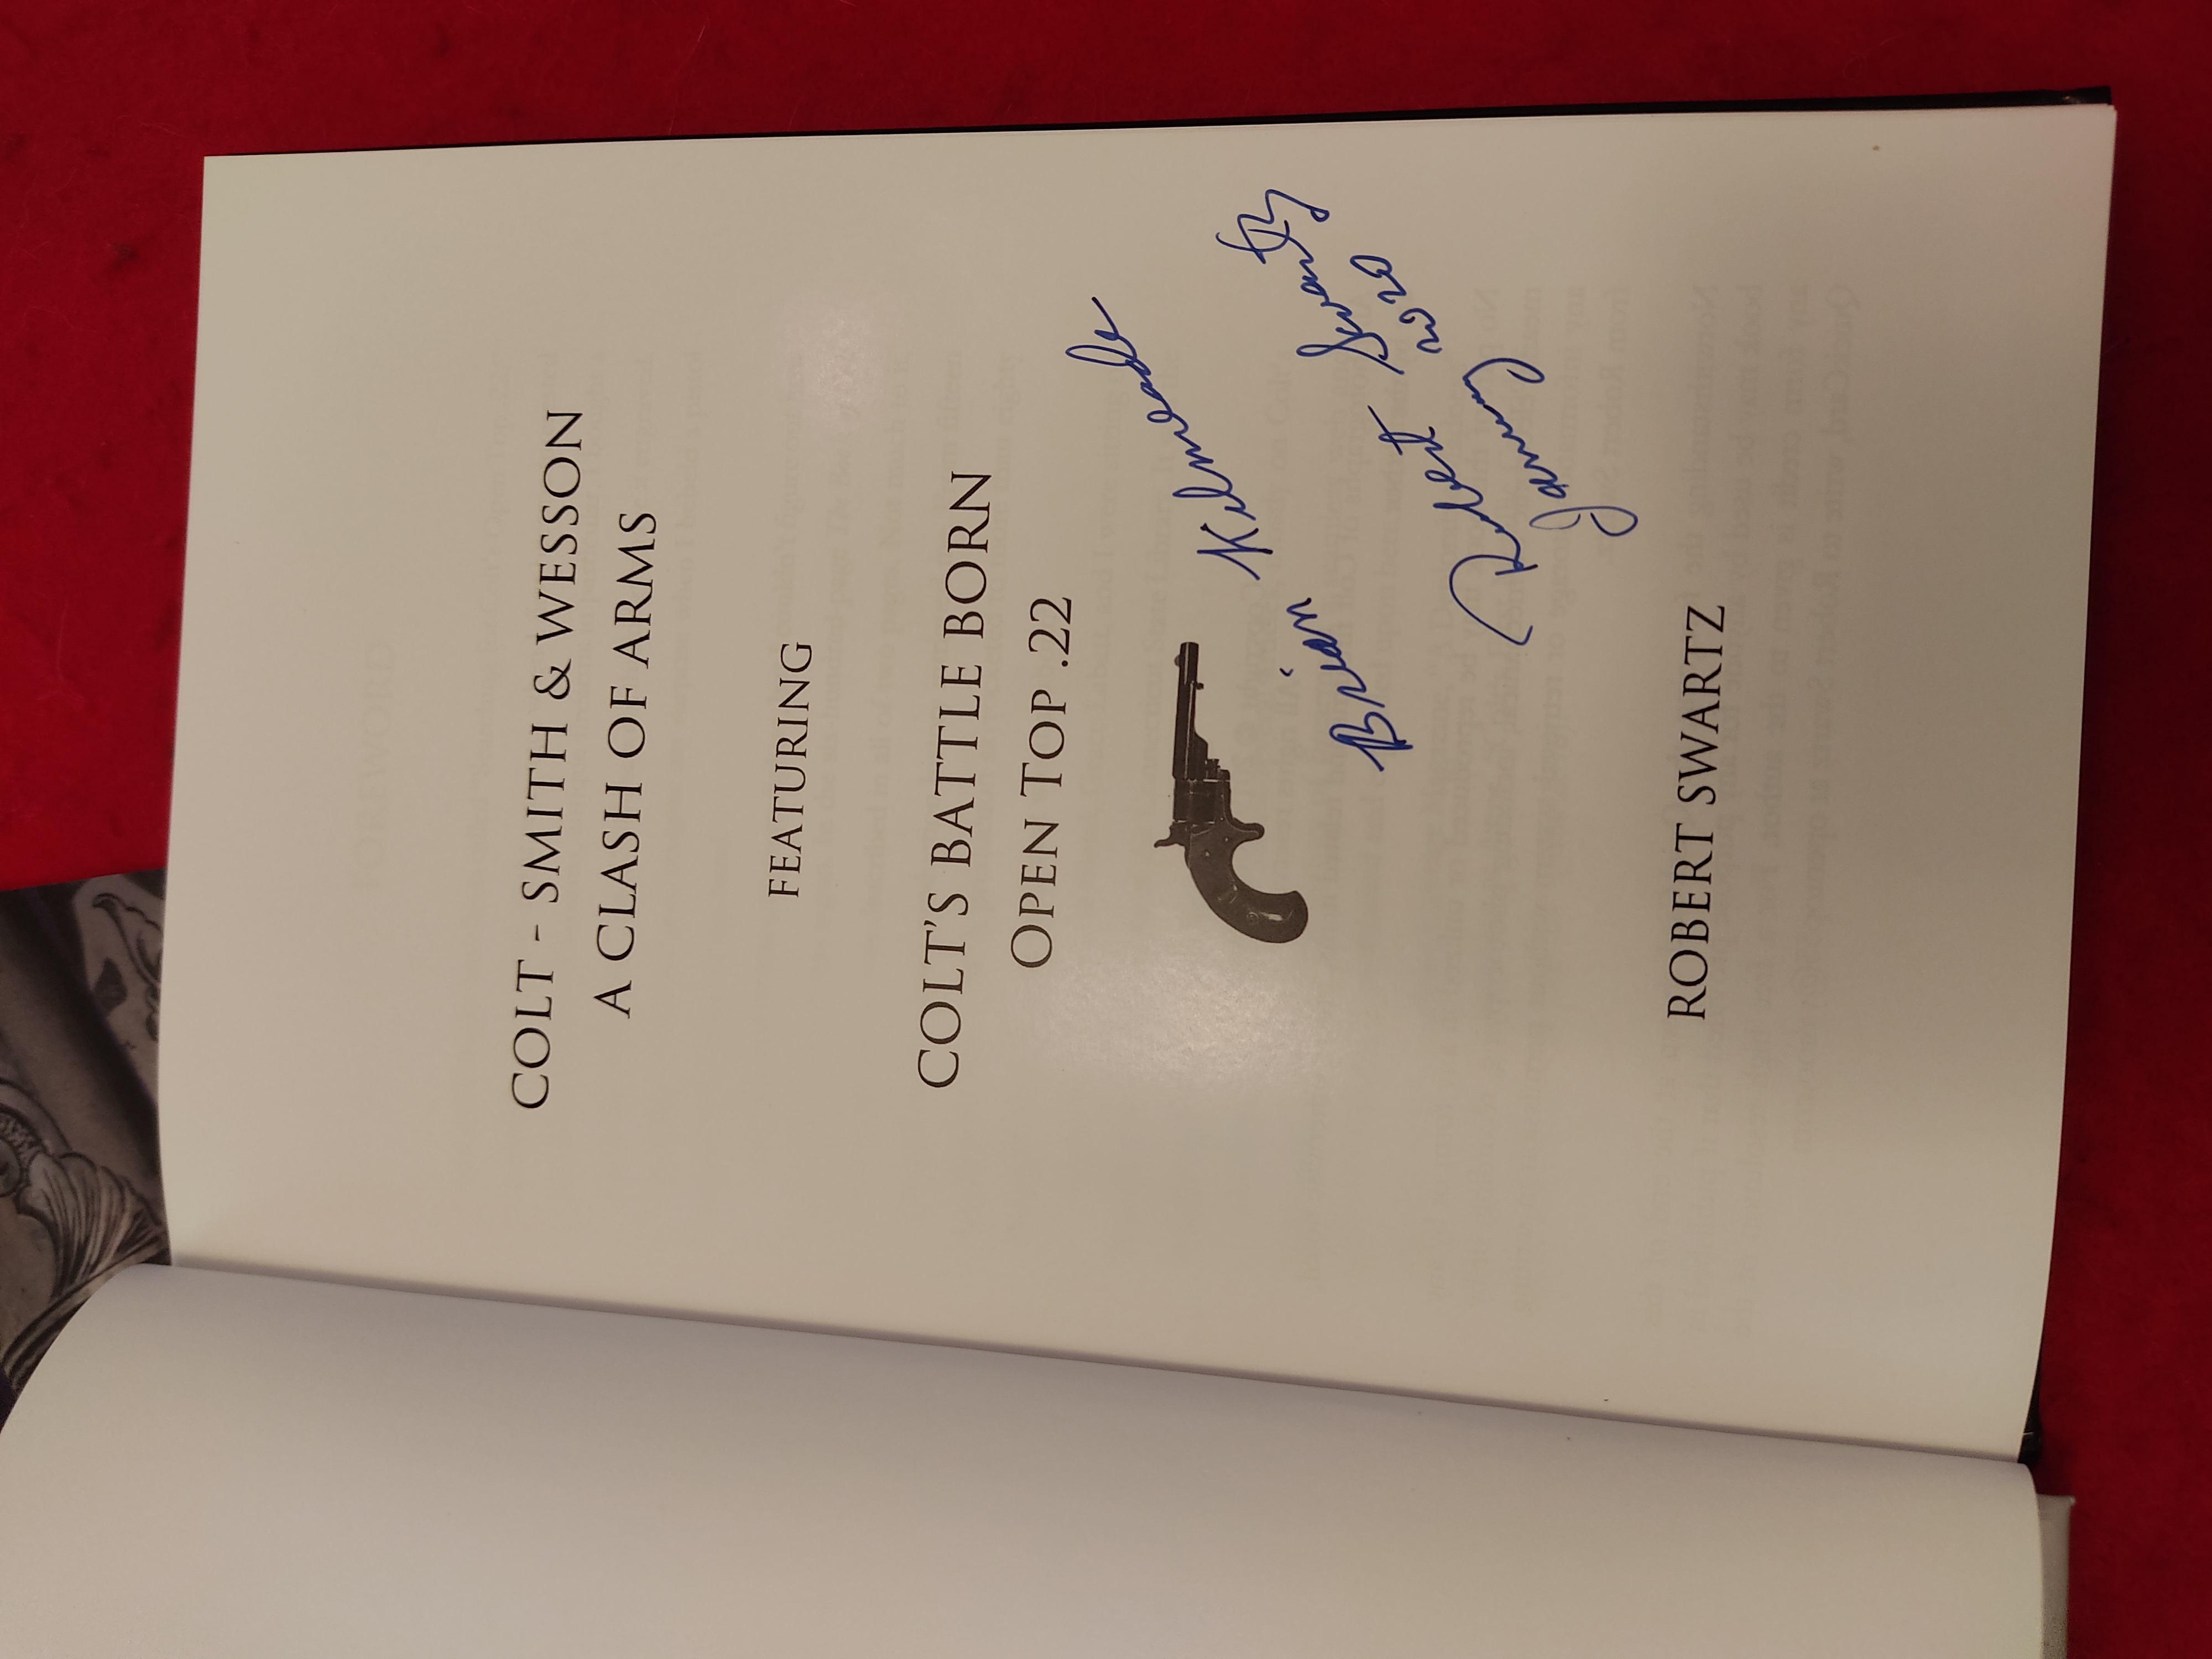 COLT - SMITH & WESSON
A CLASH OF ARMS
FEATURING
COLT'S BATTLE BORN
OPEN TOP .22
Brian
Robert Swartz
January 2020
ROBERT SWARTZ